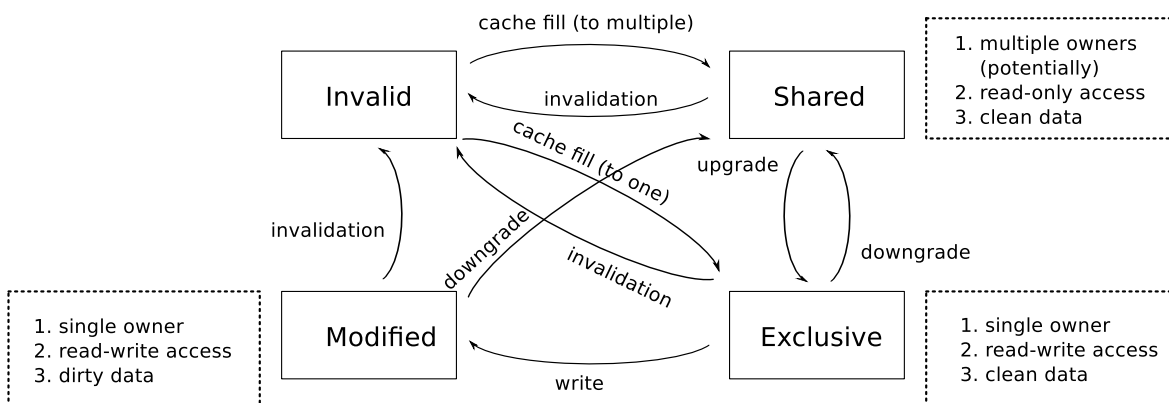 cache fill (to multiple)
Invalid
Shared
invalidation
1. multiple owners
(potentially)
2. read-only access
3. clean data
cache fill (to one)
upgrade
invalidation
downgrade
invalidation
downgrade
1. single owner
2. read-write access
3. dirty data
Modified
Exclusive
write
1. single owner
2. read-write access
3. clean data